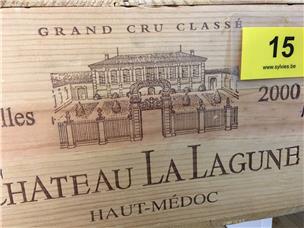 GRAND CRU CLASSÉ
15
www.sylvies.be
lles
2000
CHATEAU LA LAGUNE
HAUT-MÉDOC